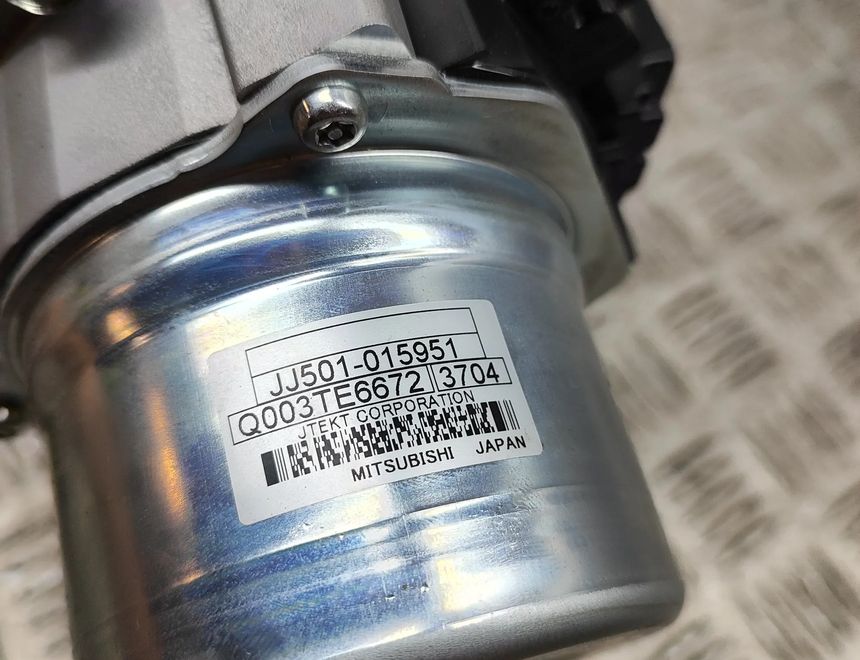 JJ501-015951
Q003TE6672 3704
JTEKT CORPORATION
MITSUBISHI JAPAN